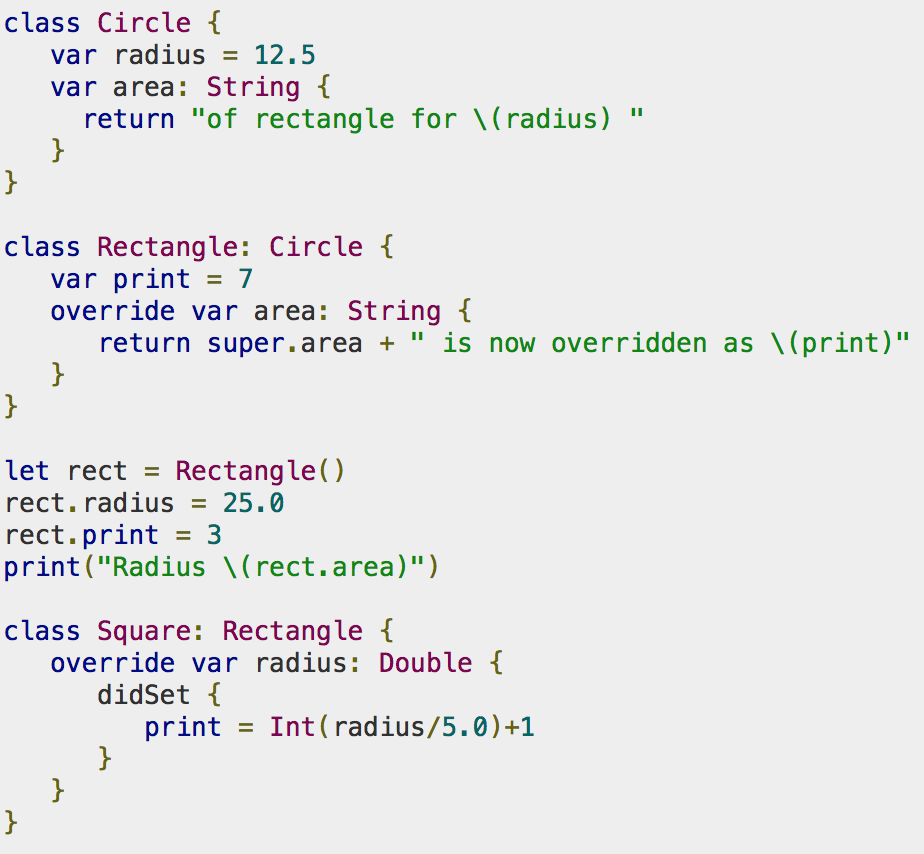 class Circle {
   var radius = 12.5
   var area: String {
     return "of rectangle for \(radius) "
   }
}

class Rectangle: Circle {
   var print = 7
   override var area: String {
      return super.area + " is now overridden as \(print)"
   }
}

let rect = Rectangle()
rect.radius = 25.0
rect.print = 3
print("Radius \(rect.area)")

class Square: Rectangle {
   override var radius: Double {
      didSet {
         print = Int(radius/5.0)+1
      }
   }
}